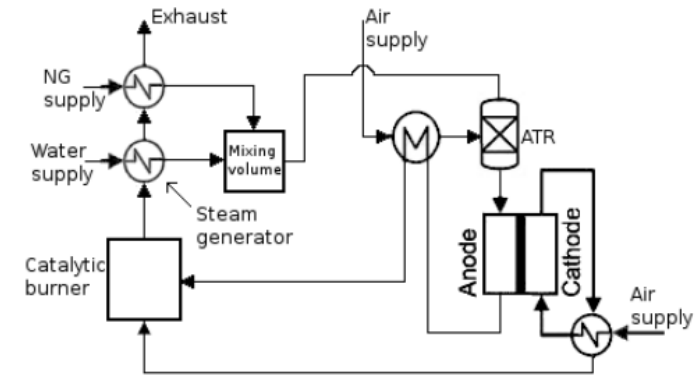 Exhaust
Air
supply
NG
supply
ATR
Mixing
volume
Water
supply
Steam
generator
Anode
Cathode
Catalytic
burner
Air
supply